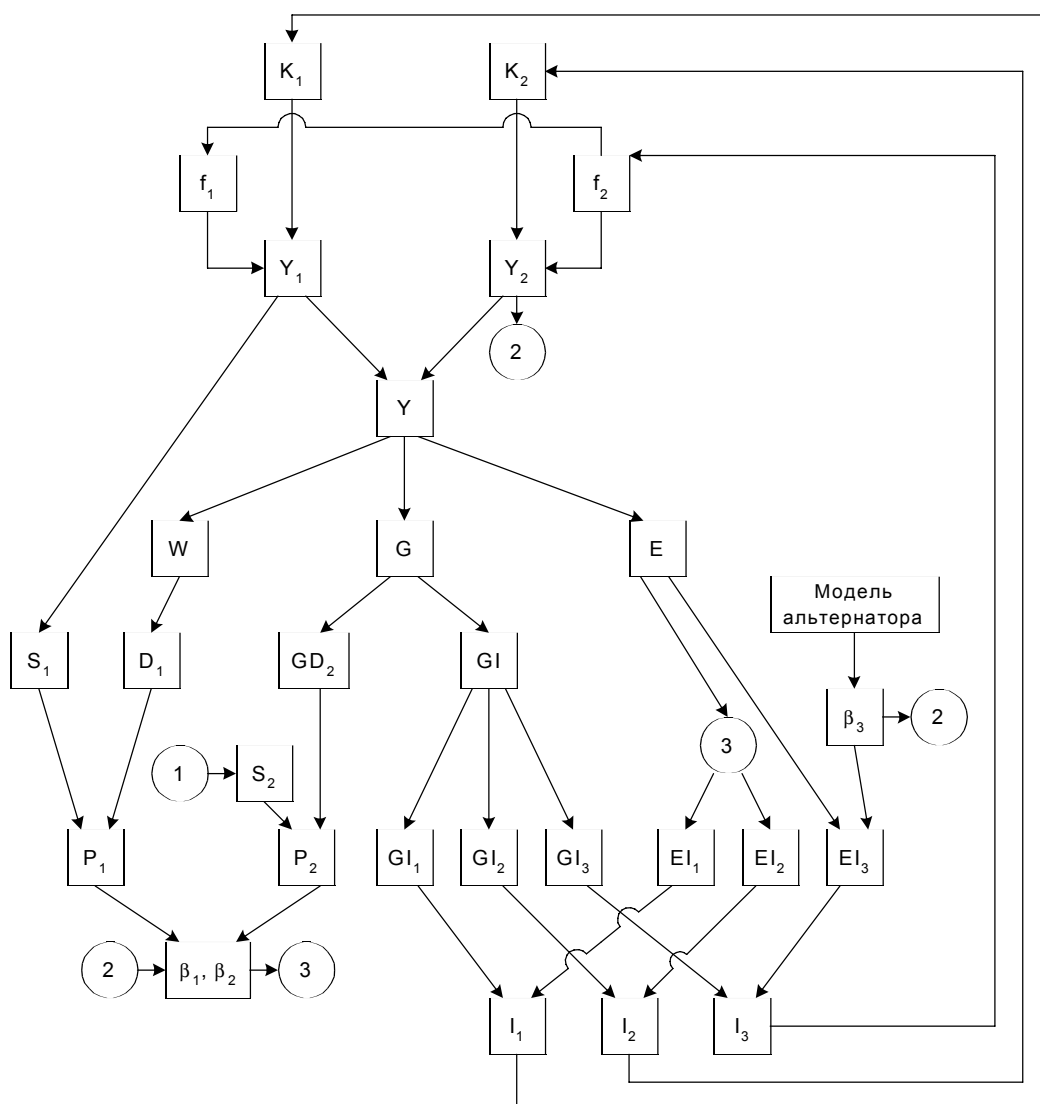 K₁
K₂
f₁
f₂
Y₁
Y₂
2
Y
W
G
E
Модель
альтернатора
S₁
D₁
GD₂
GI
β₃
2
3
1
S₂
P₁
P₂
GI₁
GI₂
GI₃
EI₁
EI₂
EI₃
2
β₁, β₂
3
I₁
I₂
I₃